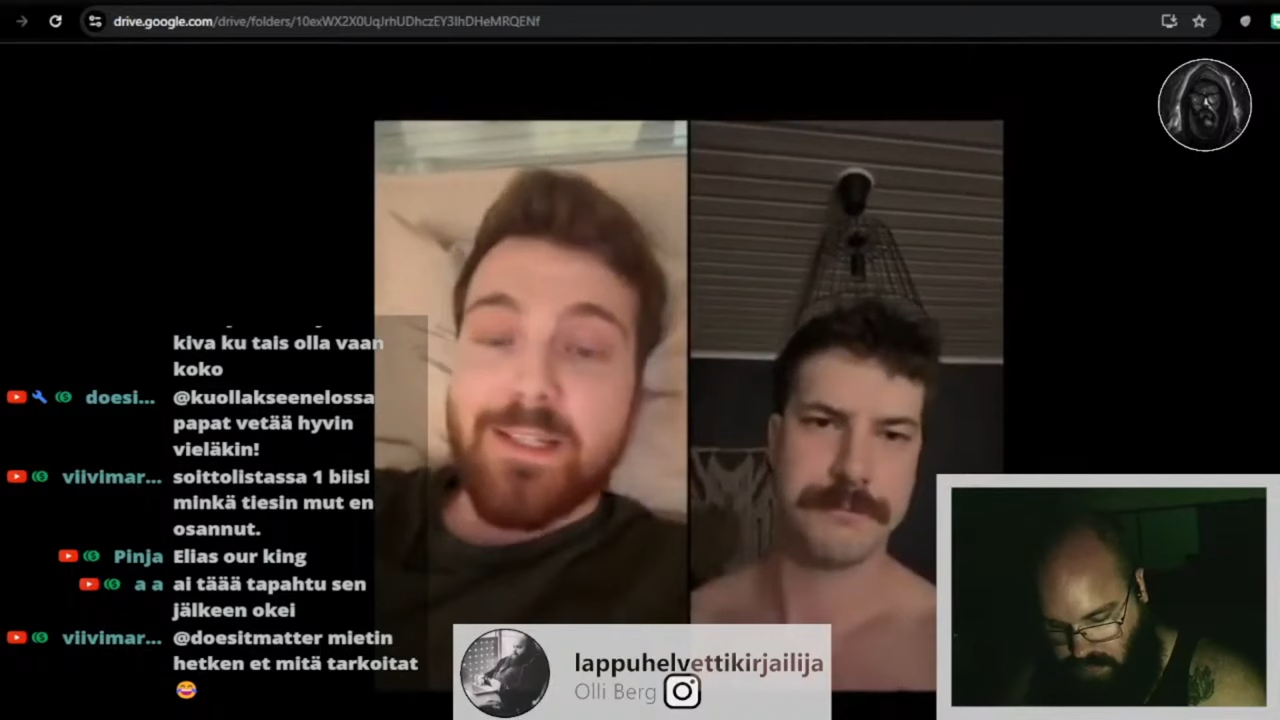 drive.google.com/drive/folders/10exWX2X0UqJrhUDhczEY3IhDHeMRQENf
kiva ku tais olla vaan
koko
doesi... @kuollakseenelossa
papat vetää hyvin
vieläkin!
viivimar... soittolistassa 1 biisi
minkä tiesin mut en
osannut.
Pinja Elias our king
a a ai täää tapahtu sen
jälkeen okei
viivimar... @doesitmatter mietin
hetken et mitä tarkoitat
😂
lappuhelvettikirjailija
Olli Berg